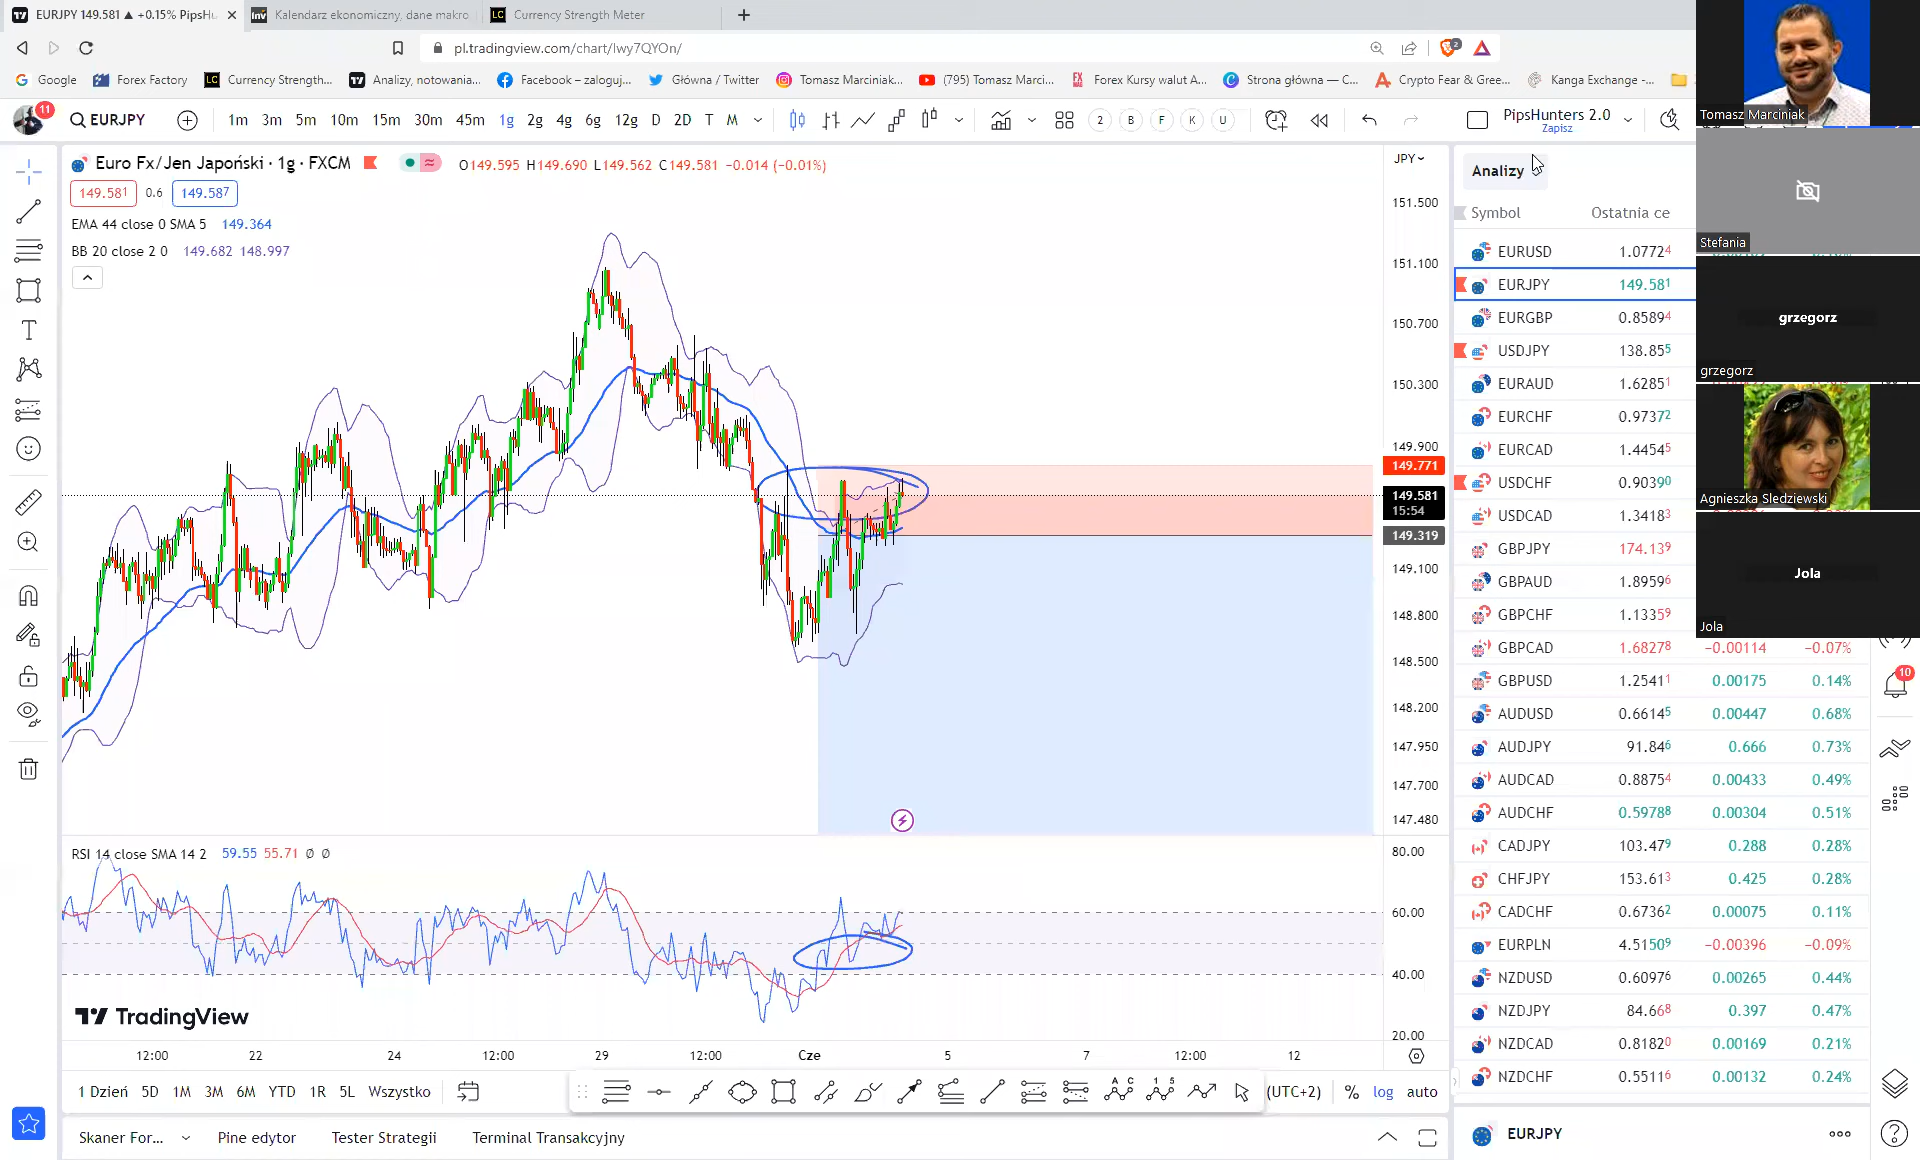 EURJPY 149.581 ▲ +0.15% PipsHu
Kalendarz ekonomiczny, dane makro
Currency Strength Meter
pl.tradingview.com/chart/lwy7QYOn/
2
Google
Forex Factory
Currency Strength...
Analizy, notowania...
Facebook – zaloguj...
Główna / Twitter
Tomasz Marciniak...
(795) Tomasz Marci...
Forex Kursy walut A...
Strona główna — C...
Crypto Fear & Gree...
Kanga Exchange -...
11
EURJPY
1m 3m 5m 10m 15m 30m 45m 1g 2g 4g 6g 12g D 2D T M
2 B F K U
PipsHunters 2.0
Zapisz
Euro Fx/Jen Japoński · 1g · FXCM
O149.595 H149.690 L149.562 C149.581 −0.014 (−0.01%)
149.581 0.6 149.587
EMA 44 close 0 SMA 5 149.364
BB 20 close 2 0 149.682 148.997
JPY
151.500
151.100
150.700
150.300
149.900
149.771
149.581
15:54
149.319
149.100
148.800
148.500
148.200
147.950
147.700
147.480
RSI 14 close SMA 14 2 59.55 55.71 Ø Ø
80.00
60.00
40.00
20.00
TradingView
12:00 22 24 12:00 29 12:00 Cze 5 7 12:00 12
1 Dzień 5D 1M 3M 6M YTD 1R 5L Wszystko
(UTC+2) % log auto
Skaner For... Pine edytor Tester Strategii Terminal Transakcyjny
Analizy
Symbol Ostatnia ce
EURUSD 1.07724
EURJPY 149.581
EURGBP 0.85894
USDJPY 138.855
EURAUD 1.62851
EURCHF 0.97372
EURCAD 1.44545
USDCHF 0.90390
USDCAD 1.34183
GBPJPY 174.139
GBPAUD 1.89596
GBPCHF 1.13359
GBPCAD 1.68278 −0.00114 −0.07%
GBPUSD 1.25411 0.00175 0.14%
AUDUSD 0.66145 0.00447 0.68%
AUDJPY 91.846 0.666 0.73%
AUDCAD 0.88754 0.00433 0.49%
AUDCHF 0.59788 0.00304 0.51%
CADJPY 103.479 0.288 0.28%
CHFJPY 153.613 0.425 0.28%
CADCHF 0.67362 0.00075 0.11%
EURPLN 4.51509 −0.00396 −0.09%
NZDUSD 0.60976 0.00265 0.44%
NZDJPY 84.668 0.397 0.47%
NZDCAD 0.81820 0.00169 0.21%
NZDCHF 0.55116 0.00132 0.24%
EURJPY
10
Tomasz Marciniak
Stefania
grzegorz
grzegorz
Agnieszka Sledziewski
Jola
Jola